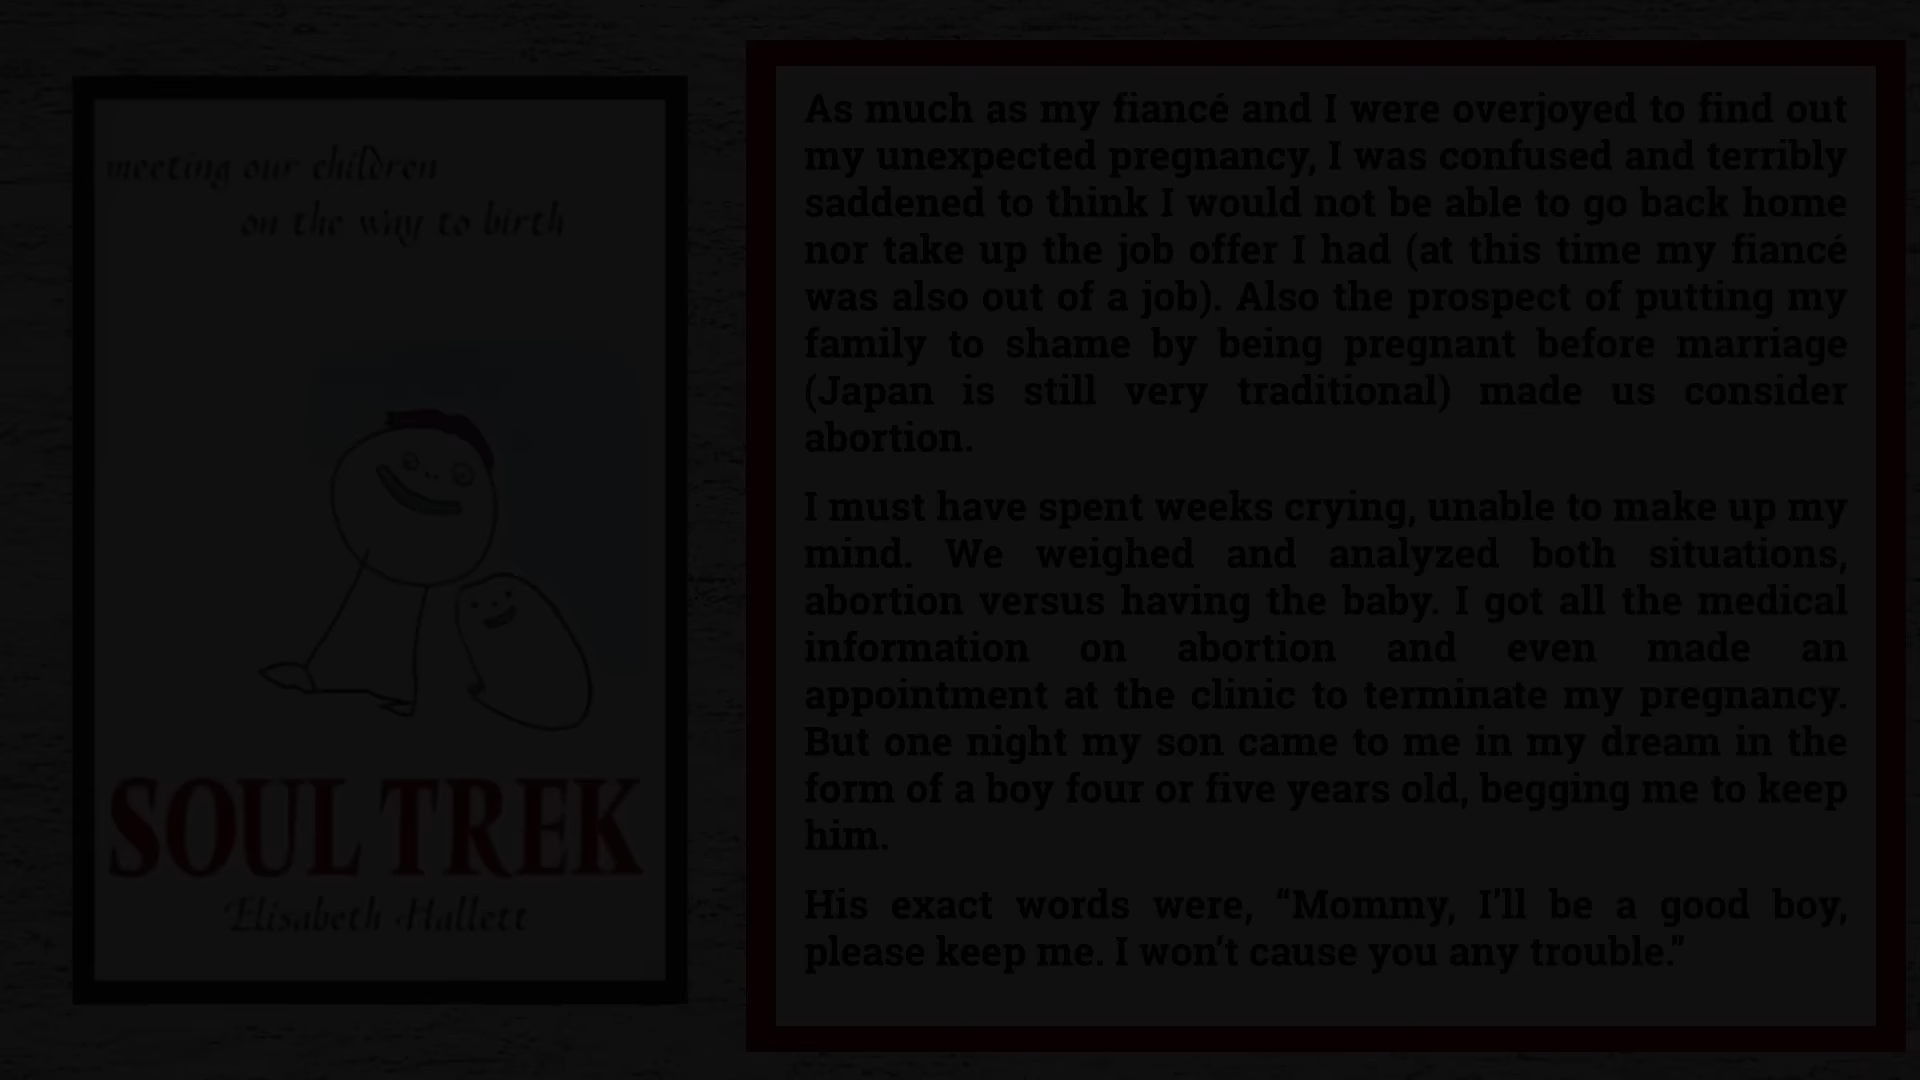 meeting our children
on the way to birth
SOUL TREK
Elisabeth Hallett
As much as my fiancé and I were overjoyed to find out
my unexpected pregnancy, I was confused and terribly
saddened to think I would not be able to go back home
nor take up the job offer I had (at this time my fiancé
was also out of a job). Also the prospect of putting my
family to shame by being pregnant before marriage
(Japan is still very traditional) made us consider
abortion.
I must have spent weeks crying, unable to make up my
mind. We weighed and analyzed both situations,
abortion versus having the baby. I got all the medical
information on abortion and even made an
appointment at the clinic to terminate my pregnancy.
But one night my son came to me in my dream in the
form of a boy four or five years old, begging me to keep
him.
His exact words were, “Mommy, I’ll be a good boy,
please keep me. I won’t cause you any trouble.”